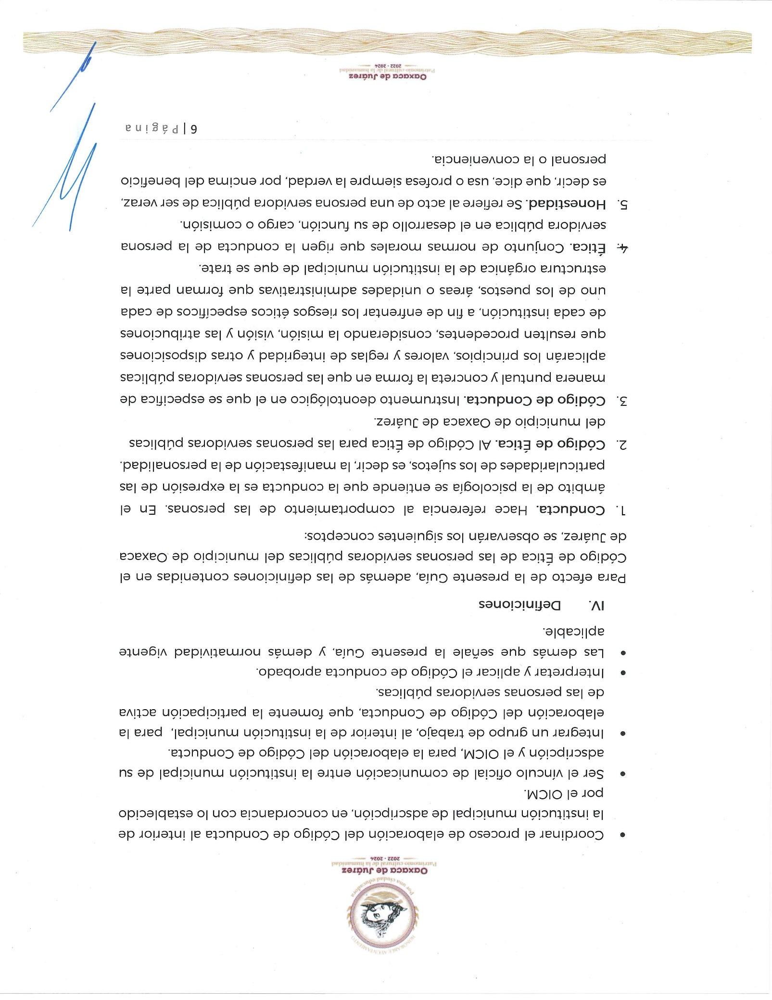 HONORABLE AYUNTAMIENTO
Por una ciudad educadora
Oaxaca de Juárez
Patrimonio cultural de la humanidad
2022 - 2024
• Coordinar el proceso de elaboración del Código de Conducta al interior de
la institución municipal de adscripción, en concordancia con lo establecido
por el OICM.
• Ser el vínculo oficial de comunicación entre la institución municipal de su
adscripción y el OICM, para la elaboración del Código de Conducta.
• Integrar un grupo de trabajo, al interior de la institución municipal, para la
elaboración del Código de Conducta, que fomente la participación activa
de las personas servidoras públicas.
• Interpretar y aplicar el Código de conducta aprobado.
• Las demás que señale la presente Guía, y demás normatividad vigente
aplicable.
IV. Definiciones
Para efecto de la presente Guía, además de las definiciones contenidas en el
Código de Ética de las personas servidoras públicas del municipio de Oaxaca
de Juárez, se observarán los siguientes conceptos:
1. Conducta. Hace referencia al comportamiento de las personas. En el
ámbito de la psicología se entiende que la conducta es la expresión de las
particularidades de los sujetos, es decir, la manifestación de la personalidad.
2. Código de Ética. Al Código de Ética para las personas servidoras públicas
del municipio de Oaxaca de Juárez.
3. Código de Conducta. Instrumento deontológico en el que se especifica de
manera puntual y concreta la forma en que las personas servidoras públicas
aplicarán los principios, valores y reglas de integridad y otras disposiciones
que resulten procedentes, considerando la misión, visión y las atribuciones
de cada institución, a fin de enfrentar los riesgos éticos específicos de cada
uno de los puestos, áreas o unidades administrativas que forman parte la
estructura orgánica de la institución municipal de que se trate.
4. Ética. Conjunto de normas morales que rigen la conducta de la persona
servidora pública en el desarrollo de su función, cargo o comisión.
5. Honestidad. Se refiere al acto de una persona servidora pública de ser veraz,
es decir, que dice, usa o profesa siempre la verdad, por encima del beneficio
personal o la conveniencia.
6 | Página
Oaxaca de Juárez
Patrimonio cultural de la humanidad
2022 - 2024